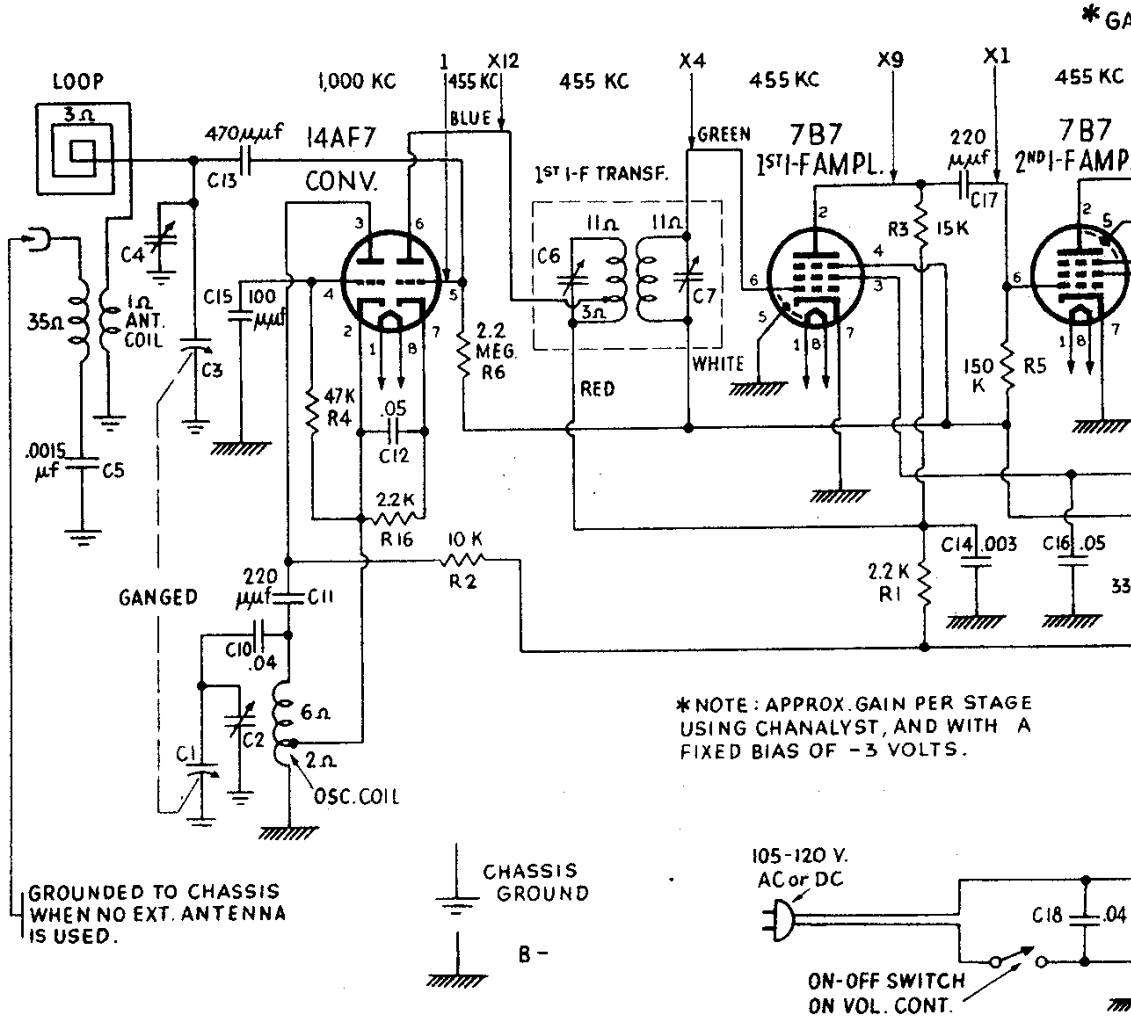 * GA
1 X12 X4 X9 X1
LOOP 1,000 KC 455 KC 455 KC 455 KC 455 KC
BLUE
3Ω 470μμf 14AF7 GREEN 7B7 220 7B7
C13 CONV. 1ST I-F TRANSF. 1ST I-F AMPL. μμf 2ND I-F AMP.
C17
3 6 11Ω 11Ω 2 R3 15K 2 5
C4 C6 4
C15 100 4 5 C7 6 3 6
μμf 3Ω
35Ω 1Ω
ANT.
COIL
2 7 2.2
MEG.
R6
5 1 8 7 1 8 7
1 8
C3 WHITE 150
K R5
47K
R4 .05 RED
C12
.0015
μf C5
2.2K
R16
10 K
R2
C14 .003 C16 .05
2.2 K
R1 33
GANGED 220
μμf C11
C10 .04
6Ω
C1 C2
2Ω
OSC. COIL
*NOTE: APPROX. GAIN PER STAGE
USING CHANALYST, AND WITH A
FIXED BIAS OF -3 VOLTS.
GROUNDED TO CHASSIS
WHEN NO EXT. ANTENNA
IS USED.
CHASSIS
GROUND
B -
105-120 V.
AC or DC
C18 .04
ON-OFF SWITCH
ON VOL. CONT.